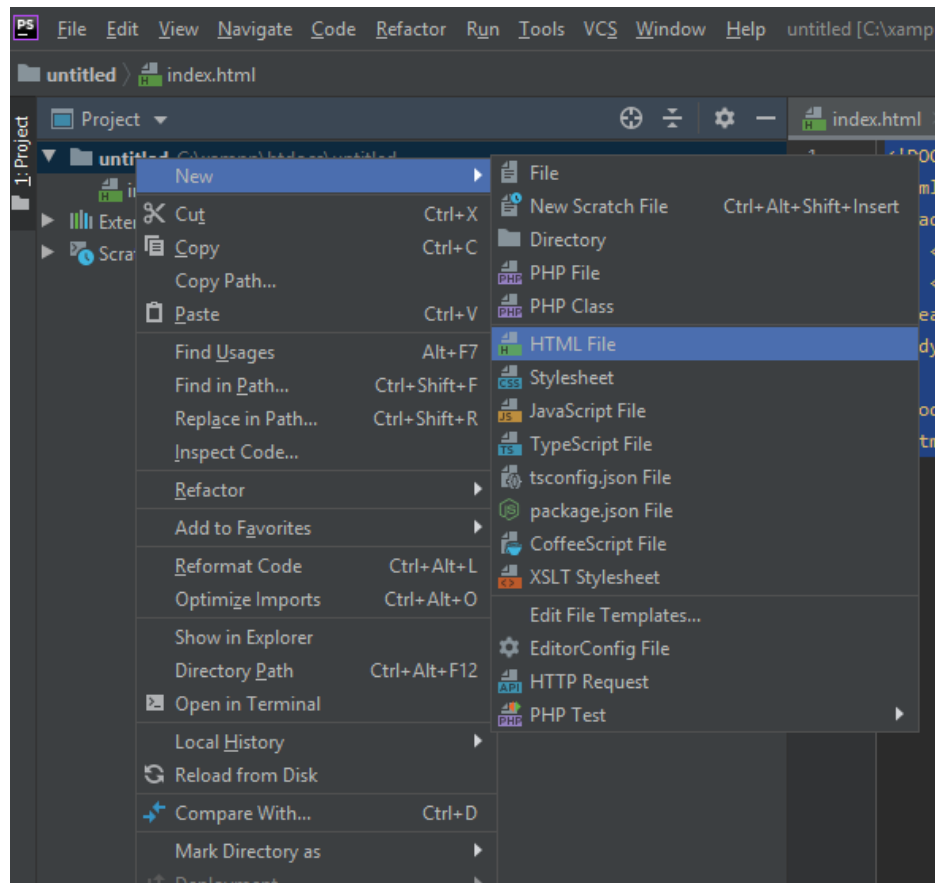 PS File Edit View Navigate Code Refactor Run Tools VCS Window Help untitled [C:\xamp
untitled index.html
1: Project
Project
index.html
untitled C:\xampp\htdocs\untitled
1
New
Cut Ctrl+X
Copy Ctrl+C
Copy Path...
Paste Ctrl+V
Find Usages Alt+F7
Find in Path... Ctrl+Shift+F
Replace in Path... Ctrl+Shift+R
Inspect Code...
Refactor
Add to Favorites
Reformat Code Ctrl+Alt+L
Optimize Imports Ctrl+Alt+O
Show in Explorer
Directory Path Ctrl+Alt+F12
Open in Terminal
Local History
Reload from Disk
Compare With... Ctrl+D
Mark Directory as
Deployment
File
New Scratch File Ctrl+Alt+Shift+Insert
Directory
PHP File
PHP Class
HTML File
Stylesheet
JavaScript File
TypeScript File
tsconfig.json File
package.json File
CoffeeScript File
XSLT Stylesheet
Edit File Templates...
EditorConfig File
HTTP Request
PHP Test